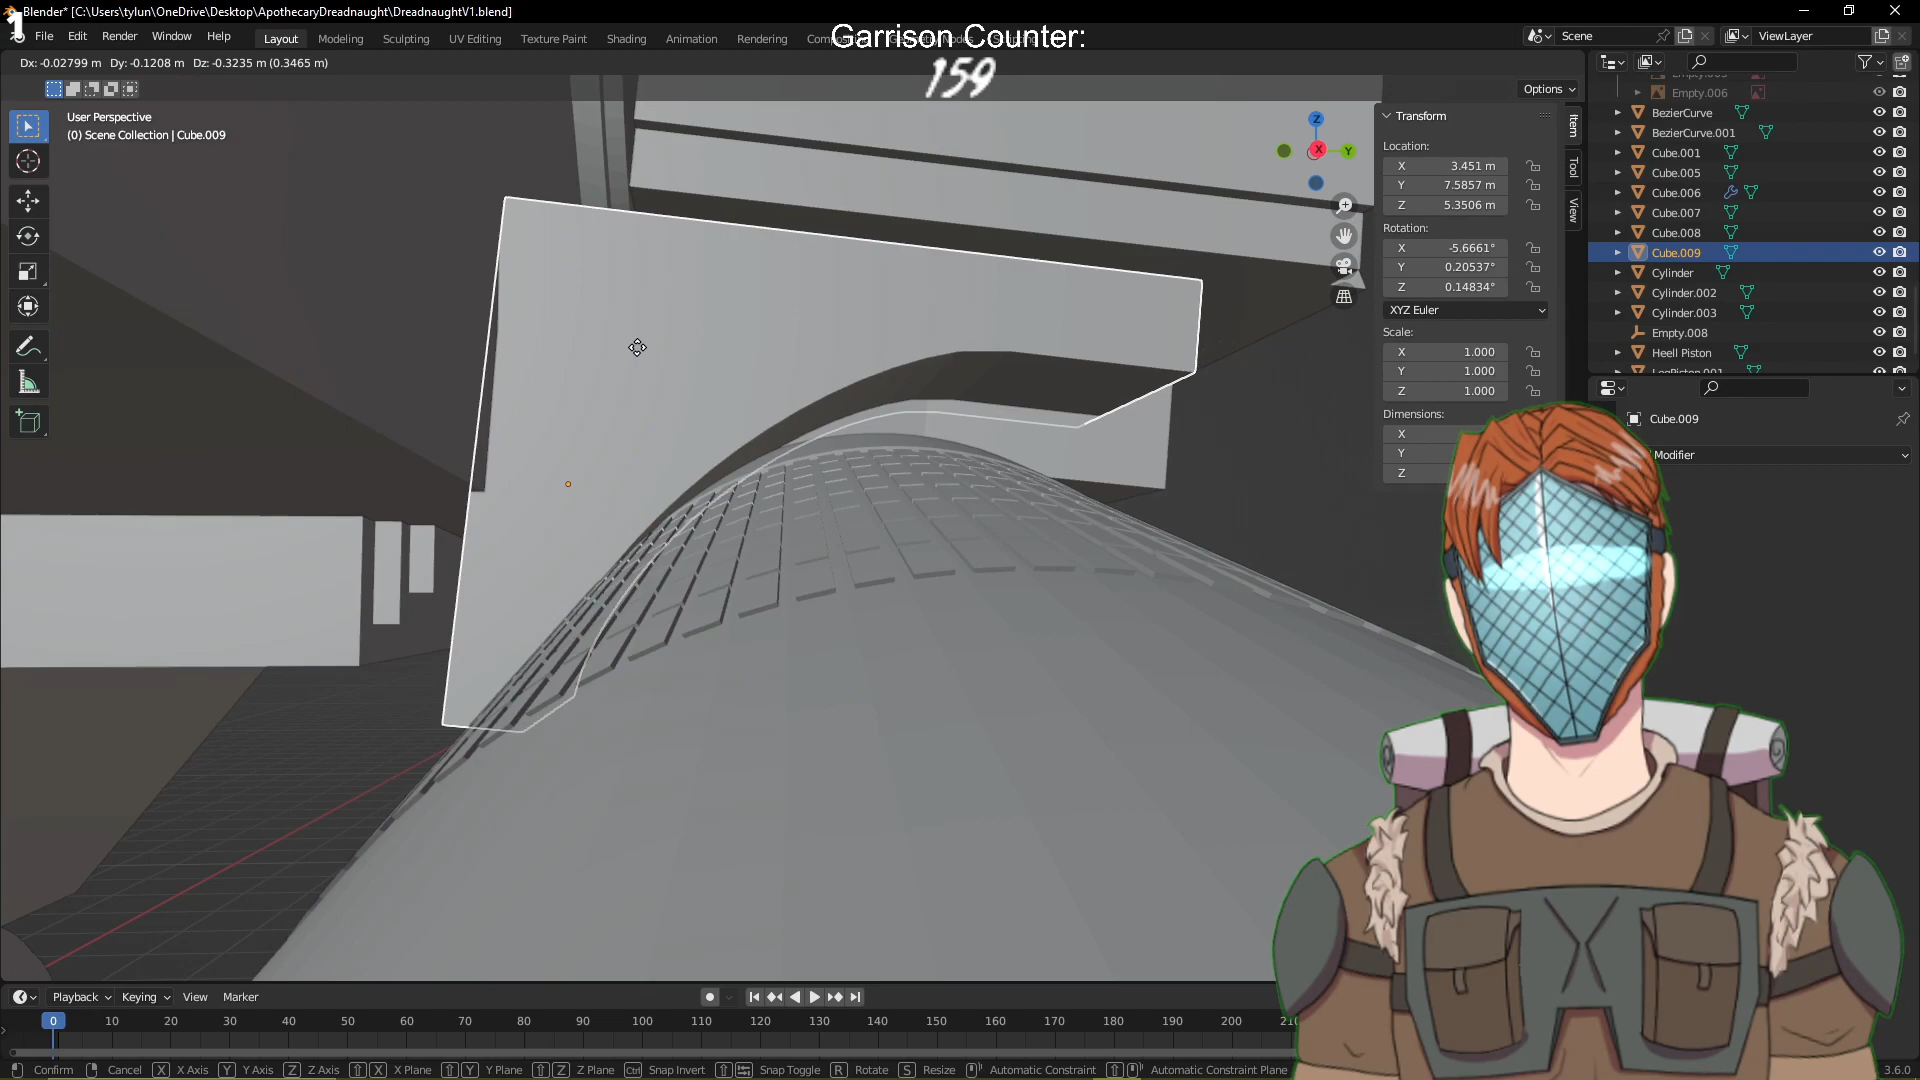 1
Blender* [C:\Users\tylun\OneDrive\Desktop\ApothecaryDreadnaught\DreadnaughtV1.blend]
Garrison Counter:
159
File Edit Render Window Help
Layout Modeling Sculpting UV Editing Texture Paint Shading Animation Rendering
Scene
ViewLayer
Dx: -0.02799 m Dy: -0.1208 m Dz: -0.3235 m (0.3465 m)
Options
User Perspective
(0) Scene Collection | Cube.009
Z
X
Y
Item
Tool
View
Transform
Location:
X 3.451 m
Y 7.5857 m
Z 5.3506 m
Rotation:
X -5.6661°
Y 0.20537°
Z 0.14834°
XYZ Euler
Scale:
X 1.000
Y 1.000
Z 1.000
Dimensions:
X
Y
Z
Empty.006
BezierCurve
BezierCurve.001
Cube.001
Cube.005
Cube.006
Cube.007
Cube.008
Cube.009
Cylinder
Cylinder.002
Cylinder.003
Empty.008
Heell Piston
LegPiston.001
Cube.009
Modifier
Playback Keying View Marker
0 10 20 30 40 50 60 70 80 90 100 110 120 130 140 150 160 170 180 190 200
Confirm Cancel X X Axis Y Y Axis Z Z Axis X X Plane Y Y Plane Z Z Plane Ctrl Snap Invert Snap Toggle R Rotate S Resize Automatic Constraint Automatic Constraint Plane
3.6.0